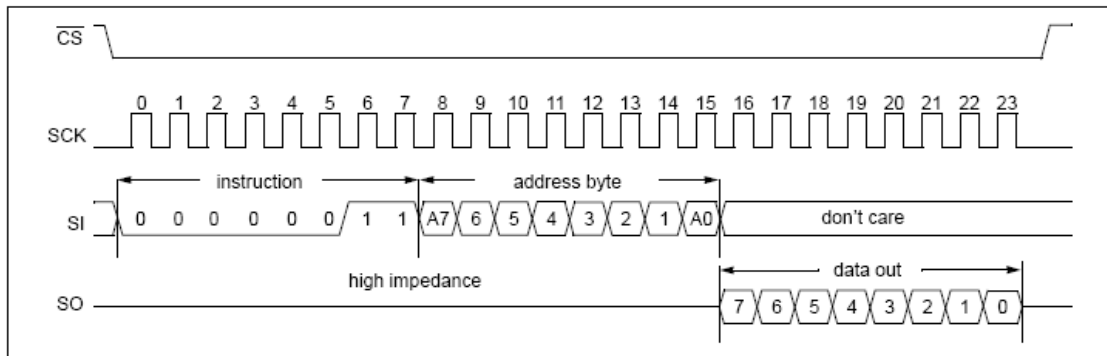 CS
0 1 2 3 4 5 6 7 8 9 10 11 12 13 14 15 16 17 18 19 20 21 22 23
SCK
instruction address byte
SI 0 0 0 0 0 0 1 1 A7 6 5 4 3 2 1 A0 don't care
high impedance data out
SO 7 6 5 4 3 2 1 0